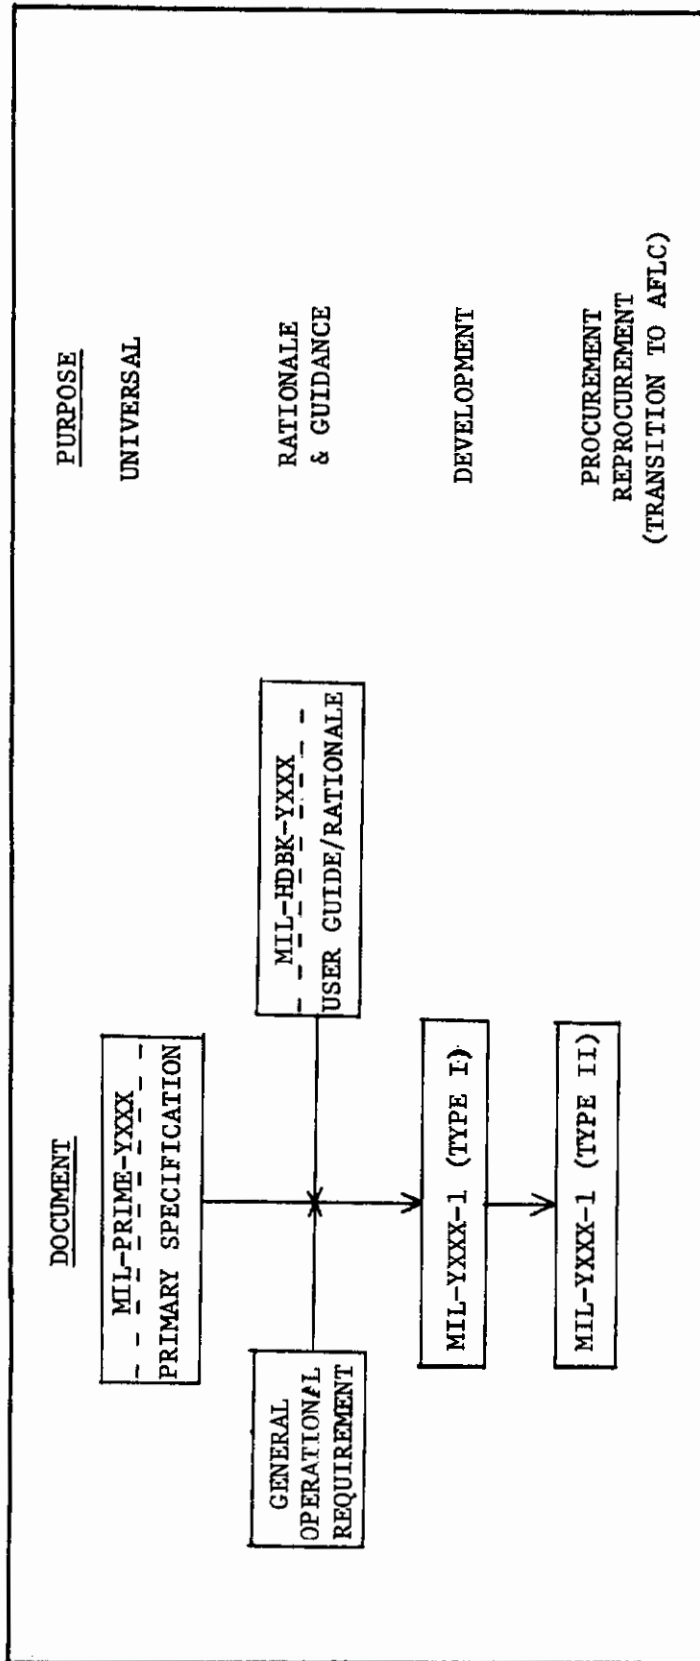 DOCUMENT
PURPOSE
MIL-PRIME-YXXX
PRIMARY SPECIFICATION
UNIVERSAL
GENERAL
OPERATIONAL
REQUIREMENT
MIL-HDBK-YXXX
USER GUIDE/RATIONALE
RATIONALE
& GUIDANCE
MIL-YXXX-1 (TYPE I)
DEVELOPMENT
MIL-YXXX-1 (TYPE II)
PROCUREMENT
REPROCUREMENT
(TRANSITION TO AFLC)